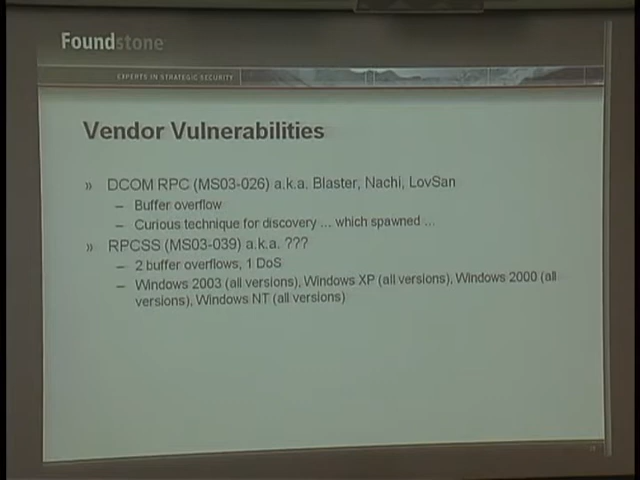 Foundstone
EXPERTS IN STRATEGIC SECURITY
Vendor Vulnerabilities
» DCOM RPC (MS03-026) a.k.a. Blaster, Nachi, LovSan
– Buffer overflow
– Curious technique for discovery ... which spawned ...
» RPCSS (MS03-039) a.k.a. ???
– 2 buffer overflows, 1 DoS
– Windows 2003 (all versions), Windows XP (all versions), Windows 2000 (all
versions), Windows NT (all versions)